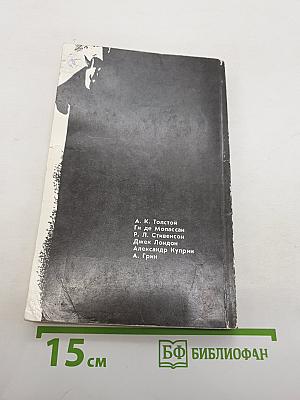 А. К. Толстой
Ги де Мопассан
Р. Л. Стивенсон
Джек Лондон
Александр Куприн
А. Грин
15 см
БФ БИБЛИОФАН